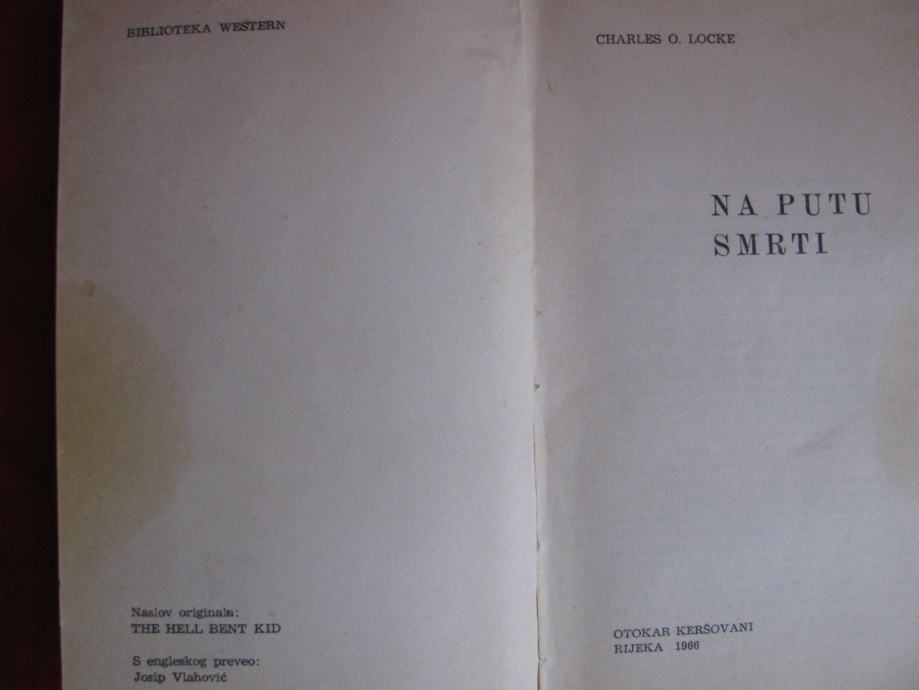 BIBLIOTEKA WESTERN
Naslov originala:
THE HELL BENT KID
S engleskog preveo:
Josip Vlahović
CHARLES O. LOCKE
NA PUTU
SMRTI
OTOKAR KERŠOVANI
RIJEKA 1966